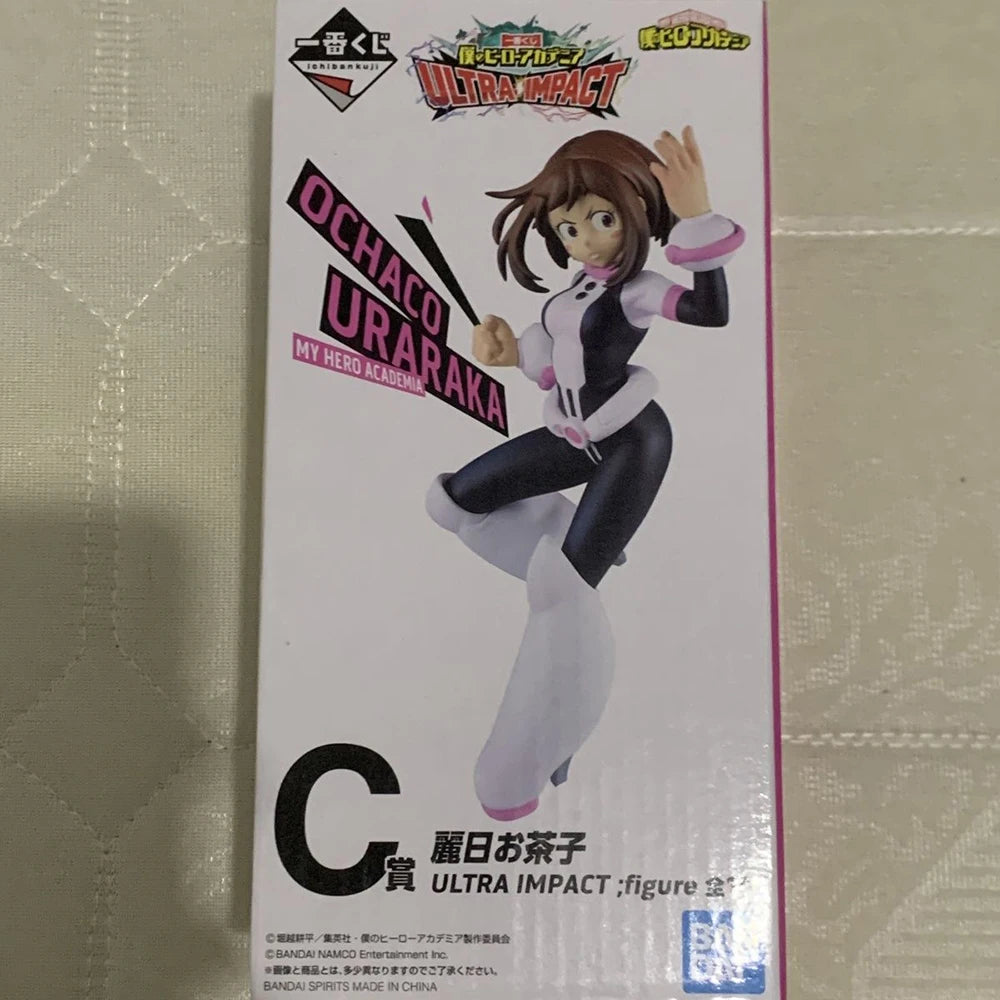 一番くじ
ichibankuji
一番くじ
僕のヒーローアカデミア
ULTRA IMPACT
僕のヒーローアカデミア
OCHACO
URARAKA
MY HERO ACADEMIA
C賞
麗日お茶子
ULTRA IMPACT ;figure
©堀越耕平/集英社・僕のヒーローアカデミア製作委員会
©BANDAI NAMCO Entertainment Inc.
※画像と商品とは、多少異なりますのでご了承ください。
BANDAI SPIRITS MADE IN CHINA